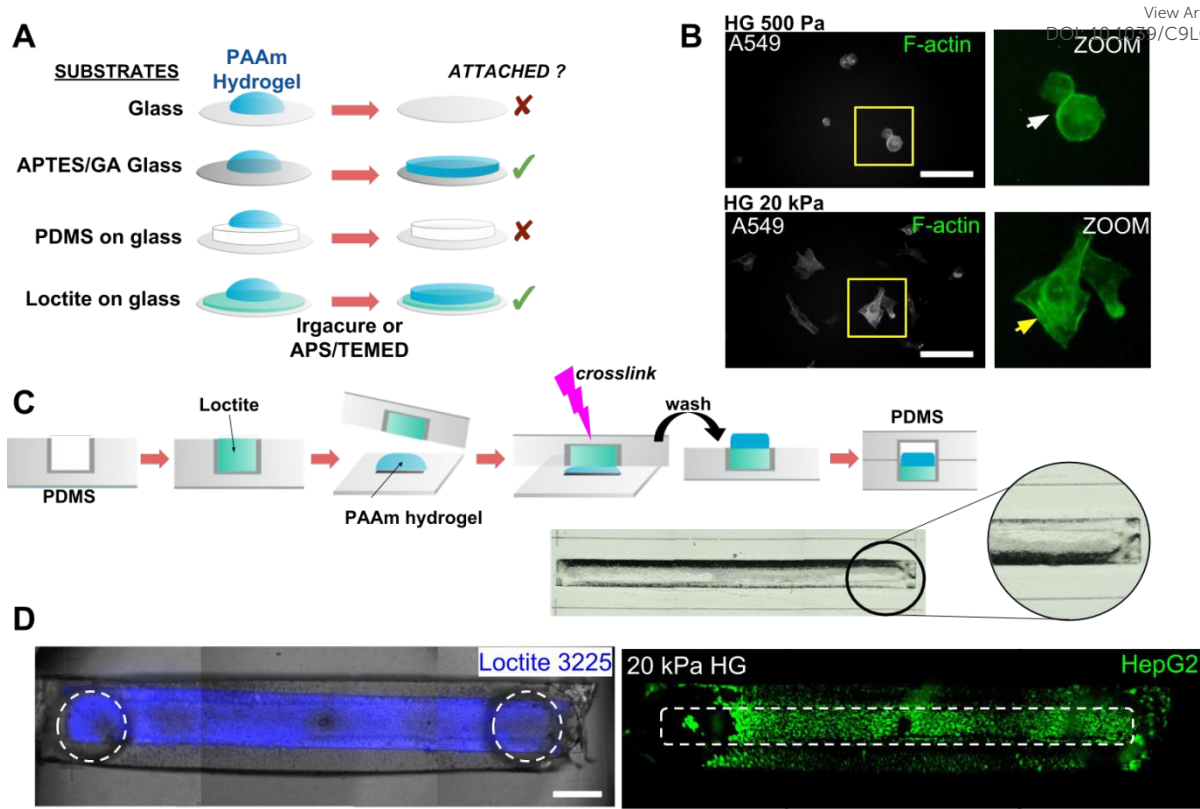 View Ar
A
PAAm
Hydrogel
SUBSTRATES
ATTACHED ?
Glass
APTES/GA Glass
PDMS on glass
Loctite on glass
Irgacure or
APS/TEMED
B
HG 500 Pa
A549
F-actin
ZOOM
HG 20 kPa
A549
F-actin
ZOOM
C
Loctite
crosslink
wash
PDMS
PDMS
PAAm hydrogel
D
Loctite 3225
20 kPa HG
HepG2